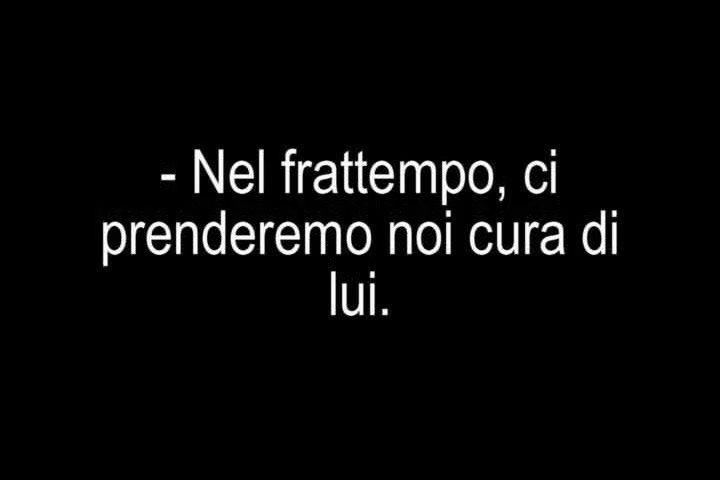 - Nel frattempo, ci
prenderemo noi cura di
lui.